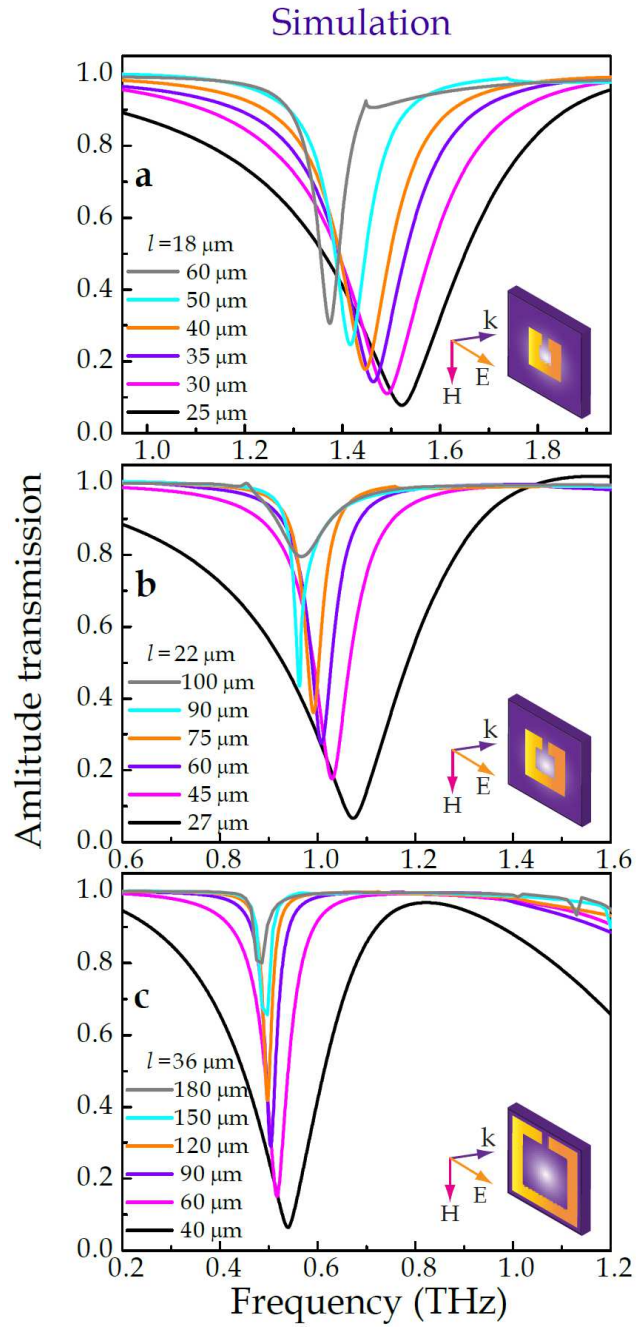 Simulation
Amlitude transmission
1.0
0.8
0.6
0.4
0.2
0.0
a
l = 18 µm
60 µm
50 µm
40 µm
35 µm
30 µm
25 µm
k
E
H
1.0
1.2
1.4
1.6
1.8
1.0
0.8
0.6
0.4
0.2
0.0
b
l = 22 µm
100 µm
90 µm
75 µm
60 µm
45 µm
27 µm
k
E
H
0.6
0.8
1.0
1.2
1.4
1.6
1.0
0.8
0.6
0.4
0.2
0.0
c
l = 36 µm
180 µm
150 µm
120 µm
90 µm
60 µm
40 µm
k
E
H
0.2
0.4
0.6
0.8
1.0
1.2
Frequency (THz)